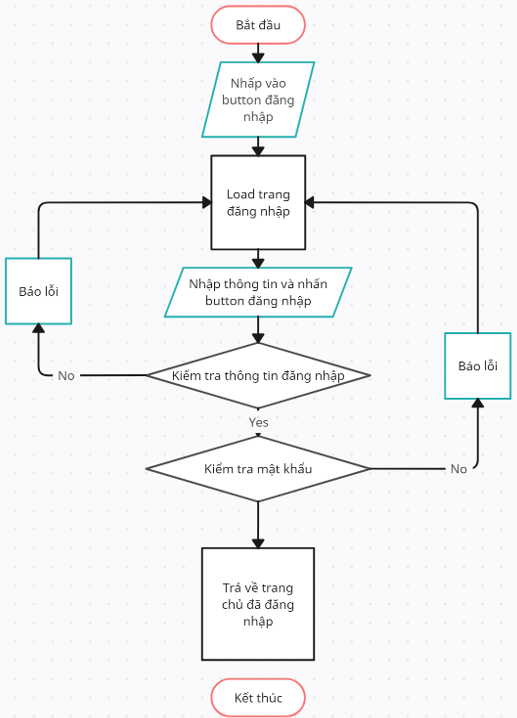 Bắt đầu
Nhấp vào
button đăng
nhập
Load trang
đăng nhập
Báo lỗi
Nhập thông tin và nhấn
button đăng nhập
Báo lỗi
No
Kiểm tra thông tin đăng nhập
Yes
Kiểm tra mật khẩu
No
Trả về trang
chủ đã đăng
nhập
Kết thúc